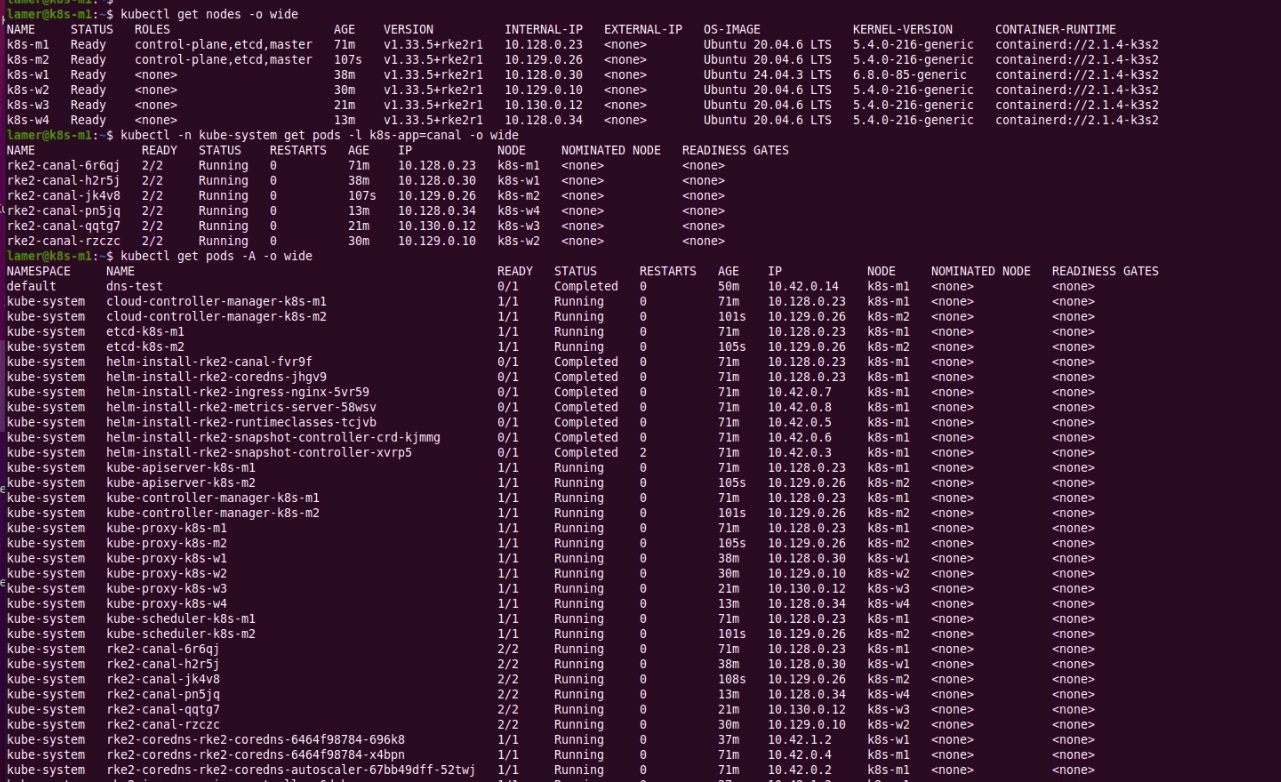 lamer@k8s-m1:~$
lamer@k8s-m1:~$ kubectl get nodes -o wide
NAME STATUS ROLES AGE VERSION INTERNAL-IP EXTERNAL-IP OS-IMAGE KERNEL-VERSION CONTAINER-RUNTIME
k8s-m1 Ready control-plane,etcd,master 71m v1.33.5+rke2r1 10.128.0.23 <none> Ubuntu 20.04.6 LTS 5.4.0-216-generic containerd://2.1.4-k3s2
k8s-m2 Ready control-plane,etcd,master 107s v1.33.5+rke2r1 10.129.0.26 <none> Ubuntu 20.04.6 LTS 5.4.0-216-generic containerd://2.1.4-k3s2
k8s-w1 Ready <none> 38m v1.33.5+rke2r1 10.128.0.30 <none> Ubuntu 24.04.3 LTS 6.8.0-85-generic containerd://2.1.4-k3s2
k8s-w2 Ready <none> 30m v1.33.5+rke2r1 10.129.0.10 <none> Ubuntu 20.04.6 LTS 5.4.0-216-generic containerd://2.1.4-k3s2
k8s-w3 Ready <none> 21m v1.33.5+rke2r1 10.130.0.12 <none> Ubuntu 20.04.6 LTS 5.4.0-216-generic containerd://2.1.4-k3s2
k8s-w4 Ready <none> 13m v1.33.5+rke2r1 10.128.0.34 <none> Ubuntu 20.04.6 LTS 5.4.0-216-generic containerd://2.1.4-k3s2
lamer@k8s-m1:~$ kubectl -n kube-system get pods -l k8s-app=canal -o wide
NAME READY STATUS RESTARTS AGE IP NODE NOMINATED NODE READINESS GATES
rke2-canal-6r6qj 2/2 Running 0 71m 10.128.0.23 k8s-m1 <none> <none>
rke2-canal-h2r5j 2/2 Running 0 38m 10.128.0.30 k8s-w1 <none> <none>
rke2-canal-jk4v8 2/2 Running 0 107s 10.129.0.26 k8s-m2 <none> <none>
rke2-canal-pn5jq 2/2 Running 0 13m 10.128.0.34 k8s-w4 <none> <none>
rke2-canal-qqtg7 2/2 Running 0 21m 10.130.0.12 k8s-w3 <none> <none>
rke2-canal-rzczc 2/2 Running 0 30m 10.129.0.10 k8s-w2 <none> <none>
lamer@k8s-m1:~$ kubectl get pods -A -o wide
NAMESPACE NAME READY STATUS RESTARTS AGE IP NODE NOMINATED NODE READINESS GATES
default dns-test 0/1 Completed 0 50m 10.42.0.14 k8s-m1 <none> <none>
kube-system cloud-controller-manager-k8s-m1 1/1 Running 0 71m 10.128.0.23 k8s-m1 <none> <none>
kube-system cloud-controller-manager-k8s-m2 1/1 Running 0 101s 10.129.0.26 k8s-m2 <none> <none>
kube-system etcd-k8s-m1 1/1 Running 0 71m 10.128.0.23 k8s-m1 <none> <none>
kube-system etcd-k8s-m2 1/1 Running 0 105s 10.129.0.26 k8s-m2 <none> <none>
kube-system helm-install-rke2-canal-fvr9f 0/1 Completed 0 71m 10.128.0.23 k8s-m1 <none> <none>
kube-system helm-install-rke2-coredns-jhgv9 0/1 Completed 0 71m 10.128.0.23 k8s-m1 <none> <none>
kube-system helm-install-rke2-ingress-nginx-5vr59 0/1 Completed 0 71m 10.42.0.7 k8s-m1 <none> <none>
kube-system helm-install-rke2-metrics-server-58wsv 0/1 Completed 0 71m 10.42.0.8 k8s-m1 <none> <none>
kube-system helm-install-rke2-runtimeclasses-tcjvb 0/1 Completed 0 71m 10.42.0.5 k8s-m1 <none> <none>
kube-system helm-install-rke2-snapshot-controller-crd-kjmmg 0/1 Completed 0 71m 10.42.0.6 k8s-m1 <none> <none>
kube-system helm-install-rke2-snapshot-controller-xvrp5 0/1 Completed 2 71m 10.42.0.3 k8s-m1 <none> <none>
kube-system kube-apiserver-k8s-m1 1/1 Running 0 71m 10.128.0.23 k8s-m1 <none> <none>
kube-system kube-apiserver-k8s-m2 1/1 Running 0 105s 10.129.0.26 k8s-m2 <none> <none>
kube-system kube-controller-manager-k8s-m1 1/1 Running 0 71m 10.128.0.23 k8s-m1 <none> <none>
kube-system kube-controller-manager-k8s-m2 1/1 Running 0 101s 10.129.0.26 k8s-m2 <none> <none>
kube-system kube-proxy-k8s-m1 1/1 Running 0 71m 10.128.0.23 k8s-m1 <none> <none>
kube-system kube-proxy-k8s-m2 1/1 Running 0 105s 10.129.0.26 k8s-m2 <none> <none>
kube-system kube-proxy-k8s-w1 1/1 Running 0 38m 10.128.0.30 k8s-w1 <none> <none>
kube-system kube-proxy-k8s-w2 1/1 Running 0 30m 10.129.0.10 k8s-w2 <none> <none>
kube-system kube-proxy-k8s-w3 1/1 Running 0 21m 10.130.0.12 k8s-w3 <none> <none>
kube-system kube-proxy-k8s-w4 1/1 Running 0 13m 10.128.0.34 k8s-w4 <none> <none>
kube-system kube-scheduler-k8s-m1 1/1 Running 0 71m 10.128.0.23 k8s-m1 <none> <none>
kube-system kube-scheduler-k8s-m2 1/1 Running 0 101s 10.129.0.26 k8s-m2 <none> <none>
kube-system rke2-canal-6r6qj 2/2 Running 0 71m 10.128.0.23 k8s-m1 <none> <none>
kube-system rke2-canal-h2r5j 2/2 Running 0 38m 10.128.0.30 k8s-w1 <none> <none>
kube-system rke2-canal-jk4v8 2/2 Running 0 108s 10.129.0.26 k8s-m2 <none> <none>
kube-system rke2-canal-pn5jq 2/2 Running 0 13m 10.128.0.34 k8s-w4 <none> <none>
kube-system rke2-canal-qqtg7 2/2 Running 0 21m 10.130.0.12 k8s-w3 <none> <none>
kube-system rke2-canal-rzczc 2/2 Running 0 30m 10.129.0.10 k8s-w2 <none> <none>
kube-system rke2-coredns-rke2-coredns-6464f98784-696k8 1/1 Running 0 37m 10.42.1.2 k8s-w1 <none> <none>
kube-system rke2-coredns-rke2-coredns-6464f98784-x4bpn 1/1 Running 0 71m 10.42.0.4 k8s-m1 <none> <none>
kube-system rke2-coredns-rke2-coredns-autoscaler-67bb49dff-52twj 1/1 Running 0 71m 10.42.0.2 k8s-m1 <none> <none>